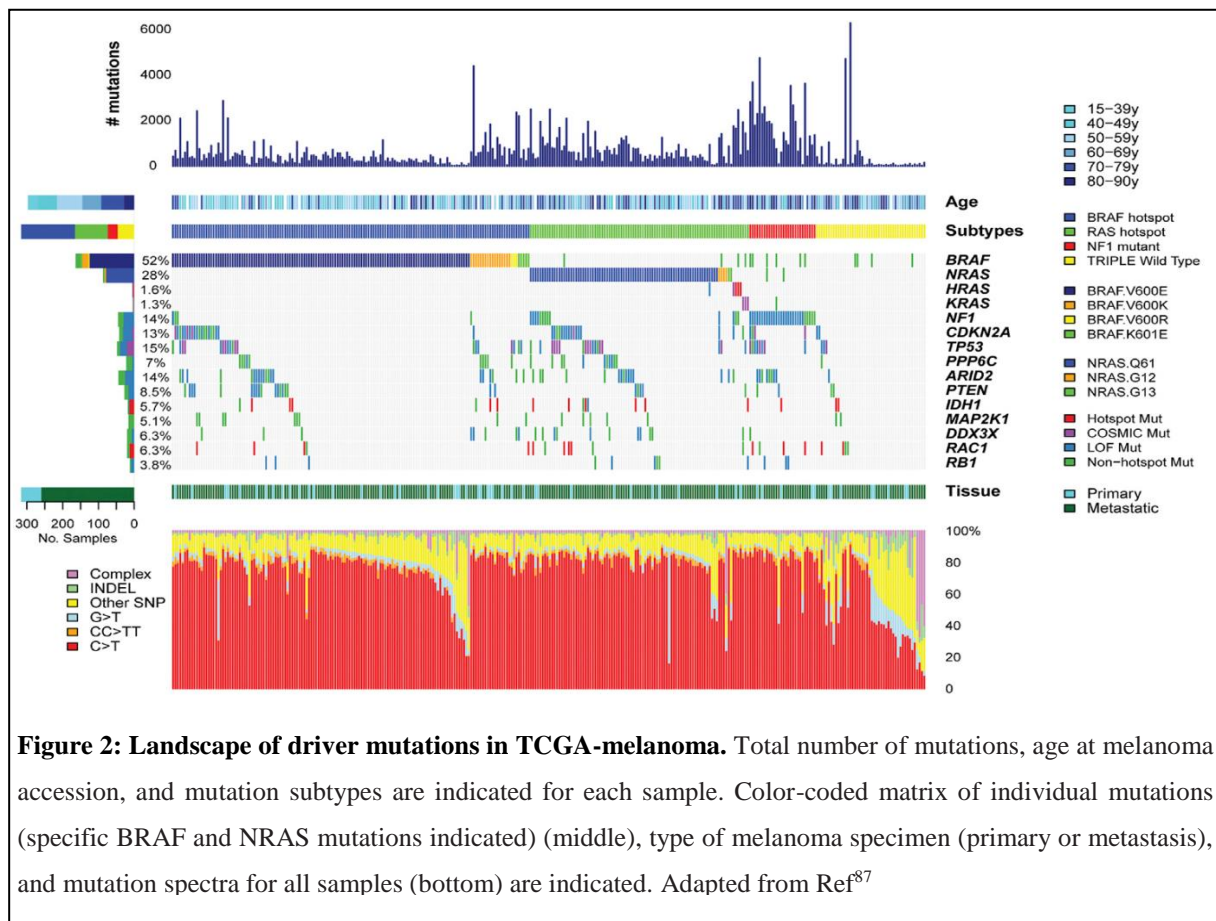 6000
4000
2000
0
# mutations
15−39y
40−49y
50−59y
60−69y
70−79y
80−90y
Age
Subtypes
BRAF hotspot
RAS hotspot
NF1 mutant
TRIPLE Wild Type
52% BRAF
28% NRAS
1.6% HRAS
1.3% KRAS
14% NF1
13% CDKN2A
15% TP53
7% PPP6C
14% ARID2
8.5% PTEN
5.7% IDH1
5.1% MAP2K1
6.3% DDX3X
6.3% RAC1
3.8% RB1
BRAF.V600E
BRAF.V600K
BRAF.V600R
BRAF.K601E
NRAS.Q61
NRAS.G12
NRAS.G13
Hotspot Mut
COSMIC Mut
LOF Mut
Non−hotspot Mut
Tissue
Primary
Metastatic
300 200 100 0
No. Samples
100%
80
60
40
20
0
Complex
INDEL
Other SNP
G>T
CC>TT
C>T
Figure 2: Landscape of driver mutations in TCGA-melanoma. Total number of mutations, age at melanoma
accession, and mutation subtypes are indicated for each sample. Color-coded matrix of individual mutations
(specific BRAF and NRAS mutations indicated) (middle), type of melanoma specimen (primary or metastasis),
and mutation spectra for all samples (bottom) are indicated. Adapted from Ref87